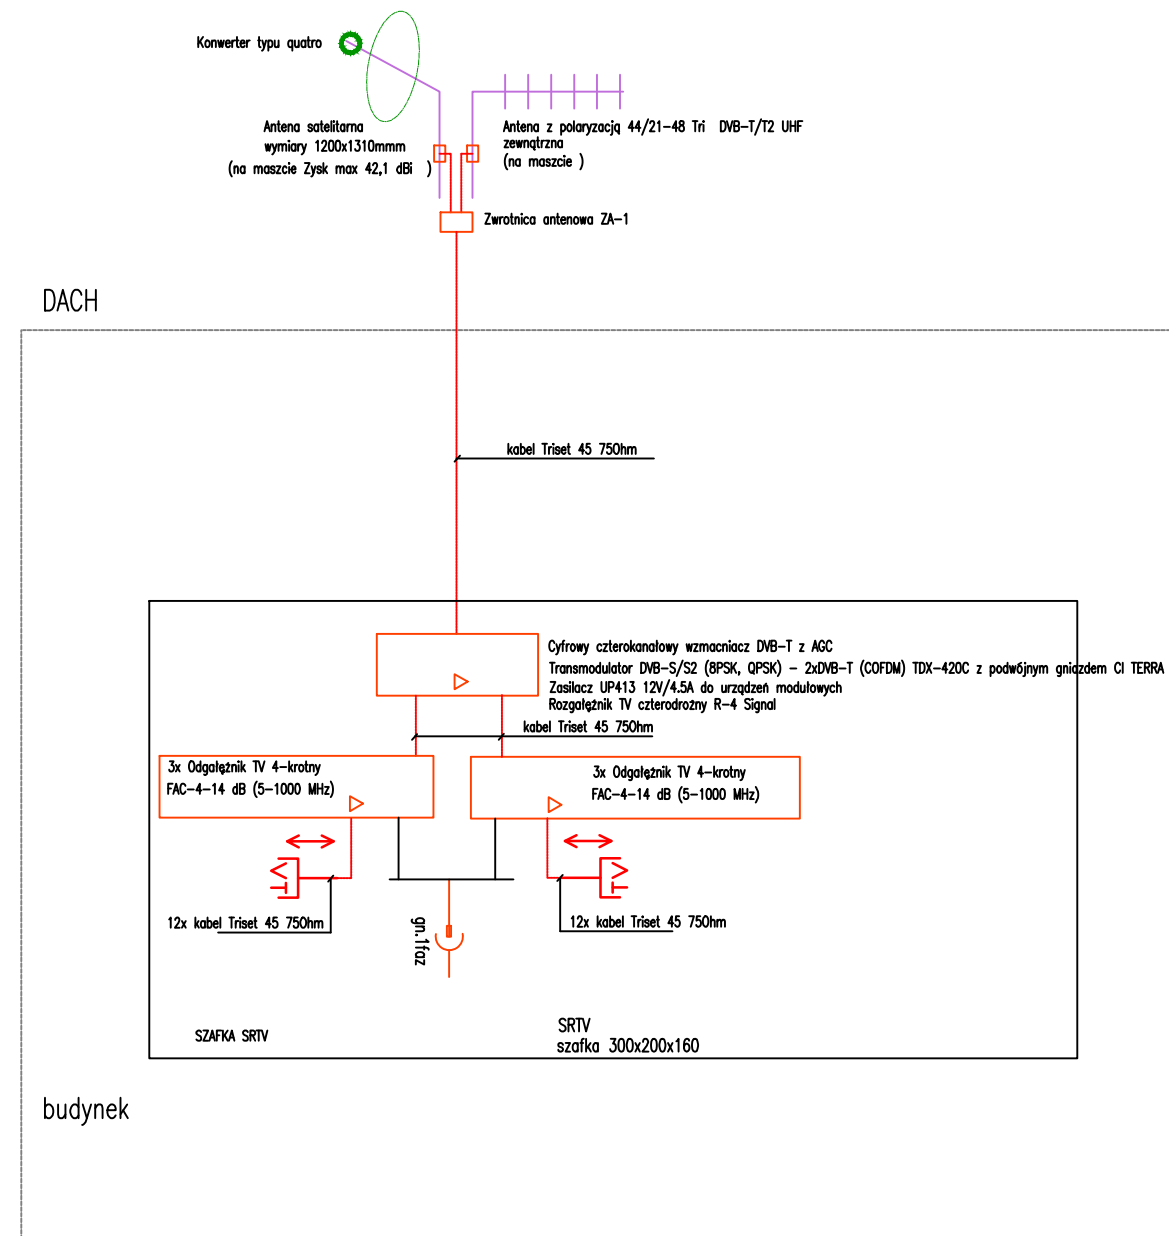 Konwerter typu quatro
Antena satelitarna
wymiary 1200x1310mmm
(na maszcie Zysk max 42,1 dBi )
Antena z polaryzacją 44/21-48 Tri DVB-T/T2 UHF
zewnątrzna
(na maszcie )
Zwrotnica antenowa ZA-1
DACH
kabel Triset 45 75Ohm
Cyfrowy czterokanałowy wzmacniacz DVB-T z AGC
Transmodulator DVB-S/S2 (8PSK, QPSK) - 2xDVB-T (COFDM) TDX-420C z podwójnym gniazdem CI TERRA
Zasilacz UP413 12V/4.5A do urządzeń modułowych
Rozgałęźnik TV czterodrożny R-4 Signal
kabel Triset 45 75Ohm
3x Odgałęźnik TV 4-krotny
FAC-4-14 dB (5-1000 MHz)
3x Odgałęźnik TV 4-krotny
FAC-4-14 dB (5-1000 MHz)
12x kabel Triset 45 75Ohm
gn.1faz
12x kabel Triset 45 75Ohm
SZAFKA SRTV
SRTV
szafka 300x200x160
budynek